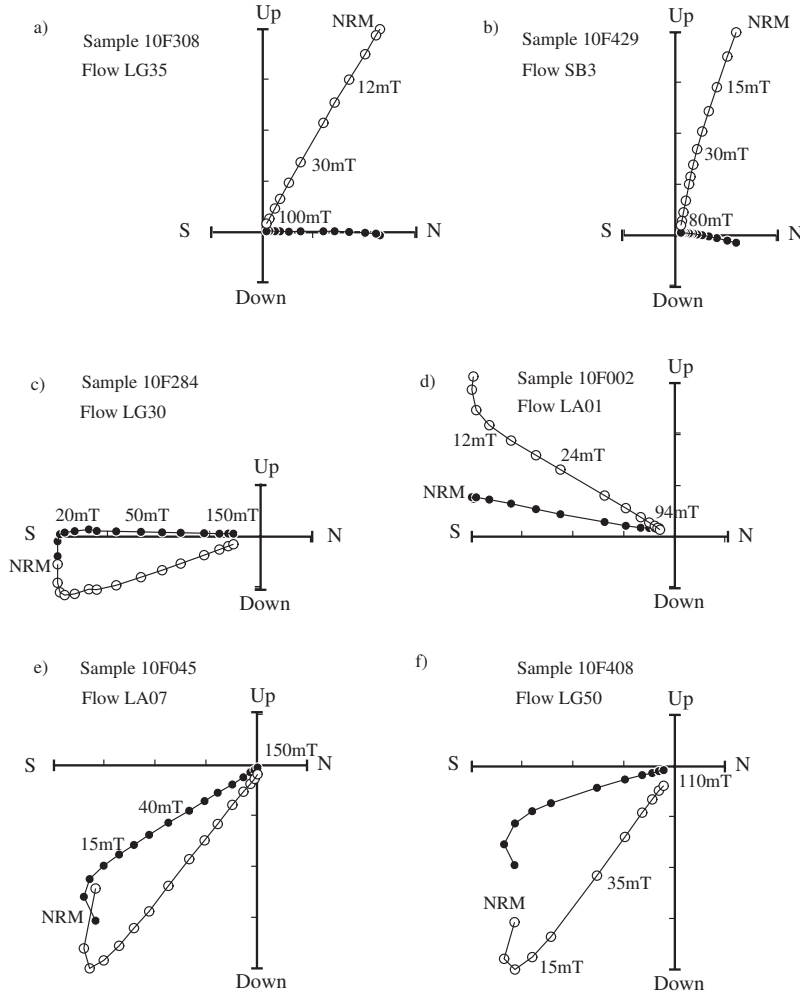 a)
Sample 10F308
Flow LG35
Up
NRM
12mT
30mT
100mT
S
N
Down
b)
Sample 10F429
Flow SB3
Up
NRM
15mT
30mT
80mT
S
N
Down
c)
Sample 10F284
Flow LG30
Up
20mT
50mT
150mT
S
N
NRM
Down
d)
Sample 10F002
Flow LA01
Up
12mT
24mT
NRM
94mT
S
N
Down
e)
Sample 10F045
Flow LA07
Up
150mT
S
N
40mT
15mT
NRM
Down
f)
Sample 10F408
Flow LG50
Up
S
N
110mT
35mT
NRM
15mT
Down